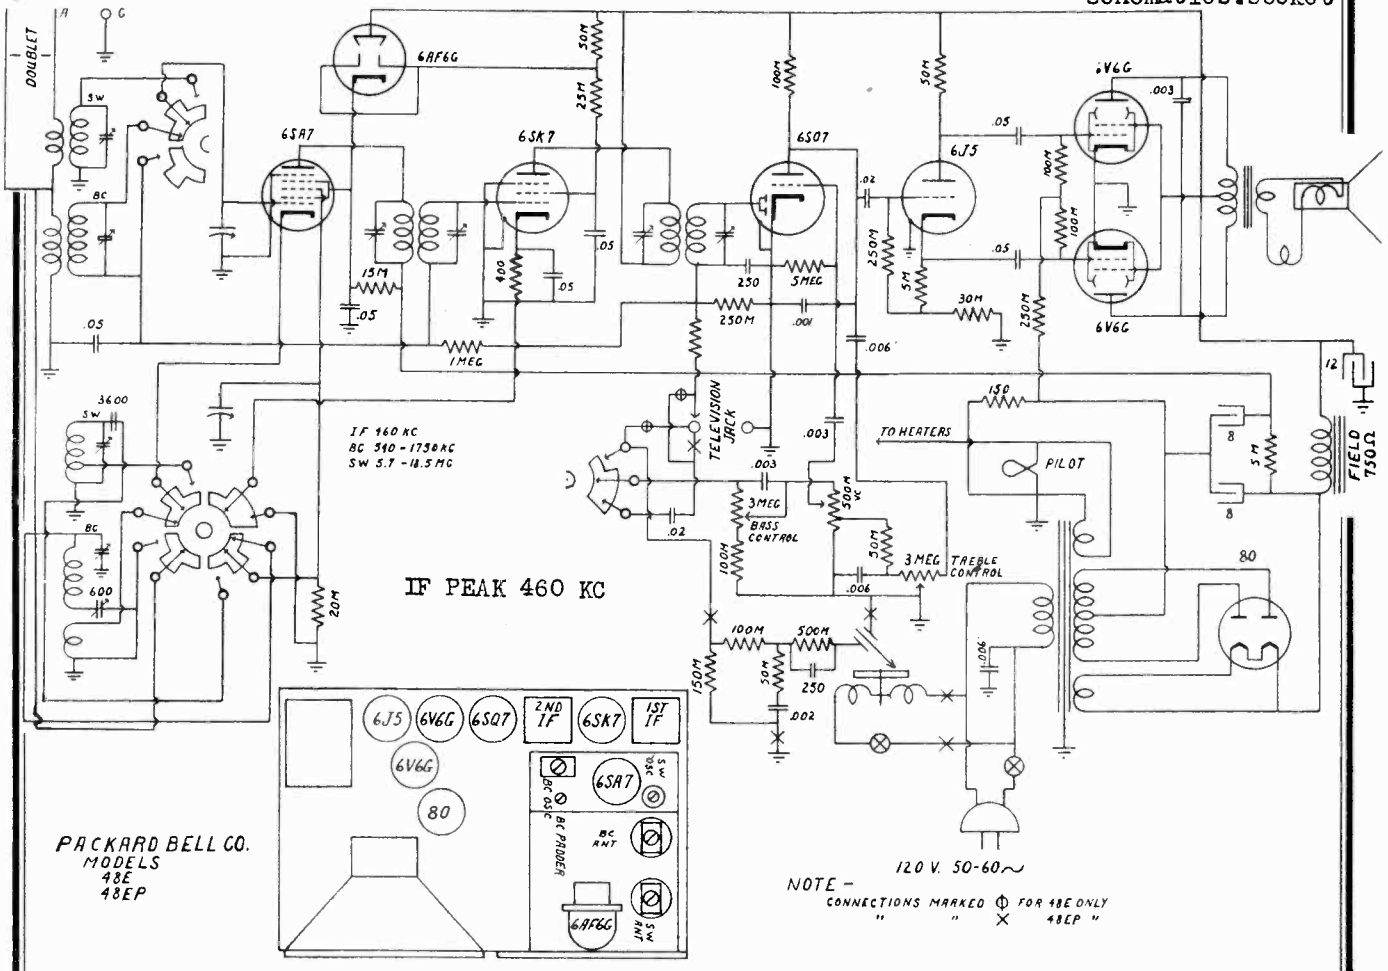 Schematics.Socket
A
G
DOUBLET
SW
BC
6AF6G
50M
25M
100M
50M
6V6G
.003
6SA7
6SK7
6SQ7
6J5
.05
100M
.02
100M
.05
15M
.05
400
.05
250
5MEG
250M
5M
30M
.05
250M
6V6G
.05
1MEG
250M
.001
.006
12
3600
SW
IF 460 KC
BC 540-1750KC
SW 5.7-18.5 MC
TELEVISION
JACK
.003
TO HEATERS
150
8
5M
8
FIELD
750Ω
PILOT
.003
3MEG
BASS
CONTROL
500M
VC
.02
100M
50M
3MEG
TREBLE
CONTROL
.006
BC
600
20M
IF PEAK 460 KC
80
100M
500M
250
150M
50M
.002
.006
6J5
6V6G
6SQ7
2ND
IF
6SK7
1ST
IF
6V6G
80
BC OSC
6SA7
SW
OSC
BC PADDER
BC
ANT
6AF6G
SW
ANT
PACKARD BELL CO.
MODELS
48E
48EP
120 V. 50-60~
NOTE -
CONNECTIONS MARKED ⌽ FOR 48E ONLY
" " X 48EP "